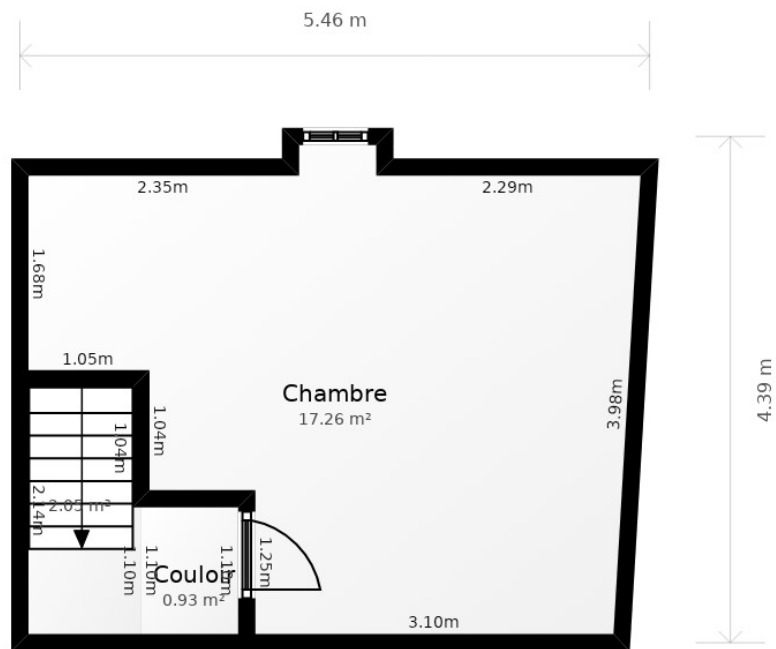 5.46 m
2.35m
2.29m
1.68m
1.05m
Chambre
17.26 m²
4.39 m
3.98m
1.04m
1.04m
2.14m
2.05 m²
1.10m
1.10m
Couloir
1.25m
0.93 m²
3.10m